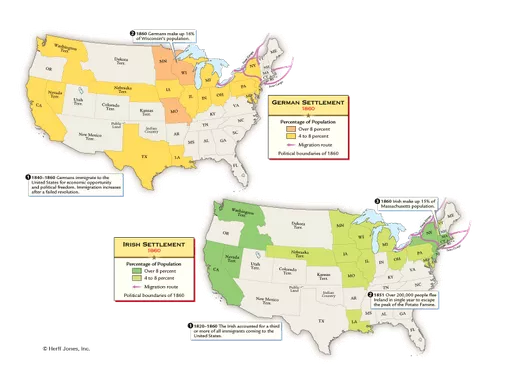 2 1860 Germans make up 16%
of Wisconsin's population.
Washington
Terr.
Dakota
Terr.
MN
WI
OR
Nebraska
Terr.
IA
IL
IN
OH
PA
NY
ME
Utah
Terr.
Colorado
Terr.
Kansas
Terr.
MO
KY
VA
CA
New Mexico
Terr.
Public
Land
Indian
Country
AR
TN
NC
SC
MS
AL
GA
TX
LA
FL
GERMAN SETTLEMENT
1860
Percentage of Population
Over 8 percent
4 to 8 percent
Migration route
Political boundaries of 1860
1 1840–1860 Germans immigrate to the
United States for economic opportunity
and political freedom. Immigration increases
after a failed revolution.
3 1860 Irish make up 15% of
Massachusetts population.
Washington
Terr.
Dakota
Terr.
MN
WI
OR
Nevada
Terr.
Nebraska
Terr.
IA
IL
IN
OH
PA
NY
ME
Utah
Terr.
Colorado
Terr.
Kansas
Terr.
MO
CA
New Mexico
Terr.
Public
Land
Indian
Country
AR
MS
AL
TX
LA
FL
IRISH SETTLEMENT
1860
Percentage of Population
Over 8 percent
4 to 8 percent
Migration route
Political boundaries of 1860
2 1851 Over 200,000 people flee
Ireland in single year to escape
the peak of the Potato Famine.
1 1820–1860 The Irish accounted for a third
or more of all immigrants coming to the
United States.
© Herff Jones, Inc.